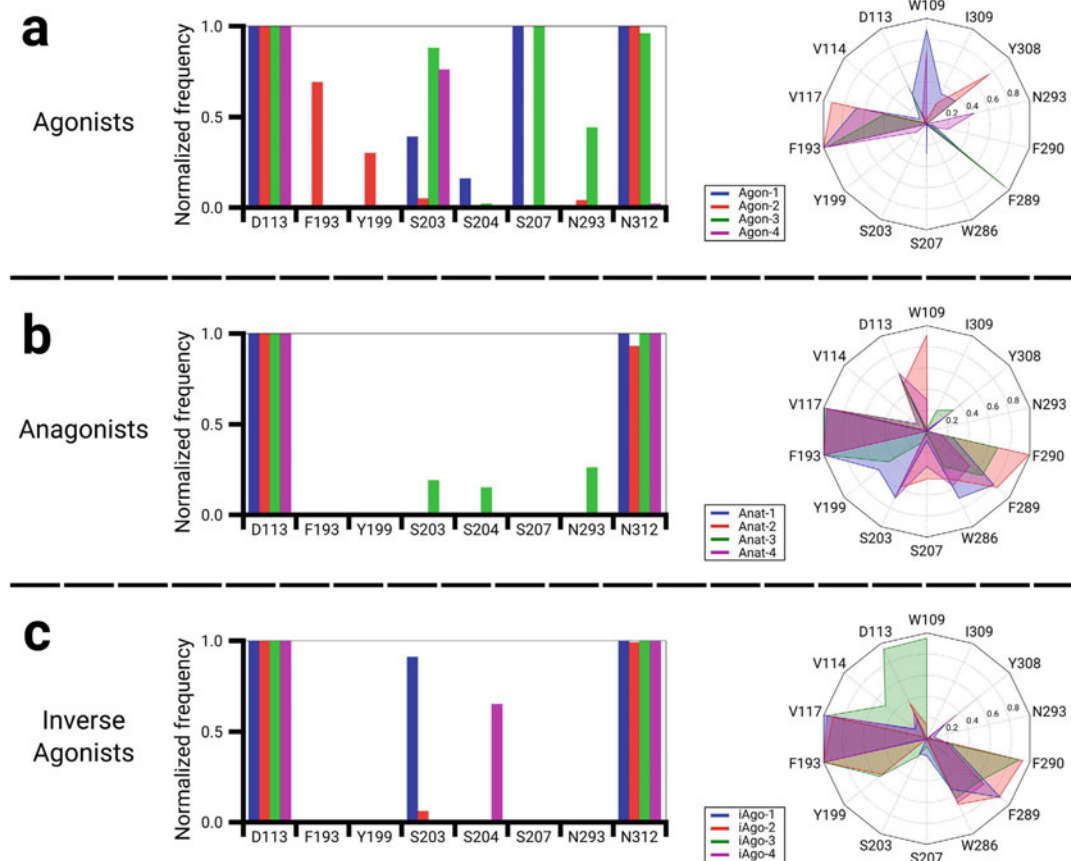 a
Agonists
Normalized frequency
1.0
0.5
0.0
D113 F193 Y199 S203 S204 S207 N293 N312
Agon-1
Agon-2
Agon-3
Agon-4
W109
I309
Y308
N293
F290
F289
W286
S207
S203
Y199
F193
V117
V114
D113
0.2 0.4 0.6 0.8
b
Anagonists
Normalized frequency
1.0
0.5
0.0
D113 F193 Y199 S203 S204 S207 N293 N312
Anat-1
Anat-2
Anat-3
Anat-4
W109
I309
Y308
N293
F290
F289
W286
S207
S203
Y199
F193
V117
V114
D113
0.2 0.4 0.6 0.8
c
Inverse
Agonists
Normalized frequency
1.0
0.5
0.0
D113 F193 Y199 S203 S204 S207 N293 N312
iAgo-1
iAgo-2
iAgo-3
iAgo-4
W109
I309
Y308
N293
F290
F289
W286
S207
S203
Y199
F193
V117
V114
D113
0.2 0.4 0.6 0.8